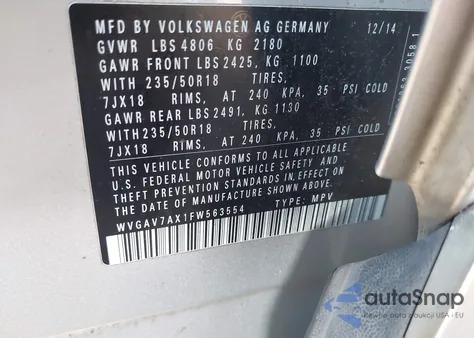 MFD BY VOLKSWAGEN AG GERMANY 12/14
GVWR LBS 4806 KG 2180
GAWR FRONT LBS 2425, KG 1100
WITH 235/50R18 TIRES,
7JX18 RIMS, AT 240 KPA, 35 PSI COLD
GAWR REAR LBS 2491, KG 1130
WITH 235/50R18 TIRES,
7JX18 RIMS, AT 240 KPA, 35 PSI COLD
THIS VEHICLE CONFORMS TO ALL APPLICABLE
U.S. FEDERAL MOTOR VEHICLE SAFETY AND
THEFT PREVENTION STANDARDS IN EFFECT ON
THE DATE OF MANUFACTURE SHOWN ABOVE.
WVGAV7AX1FW563554 TYPE: MPV
autoSnap